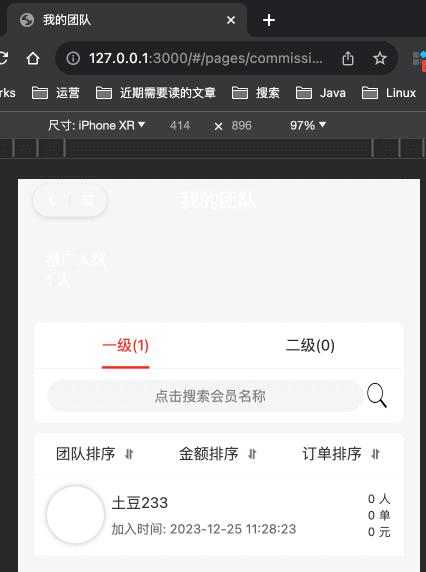 我的团队
127.0.0.1:3000/#/pages/commissi...
rks 运营 近期需要读的文章 搜索 Java Linux
尺寸: iPhone XR 414 × 896 97%
我的团队
推广人数
1 人
一级(1) 二级(0)
点击搜索会员名称
团队排序 金额排序 订单排序
土豆233 0 人
0 单
加入时间: 2023-12-25 11:28:23 0 元